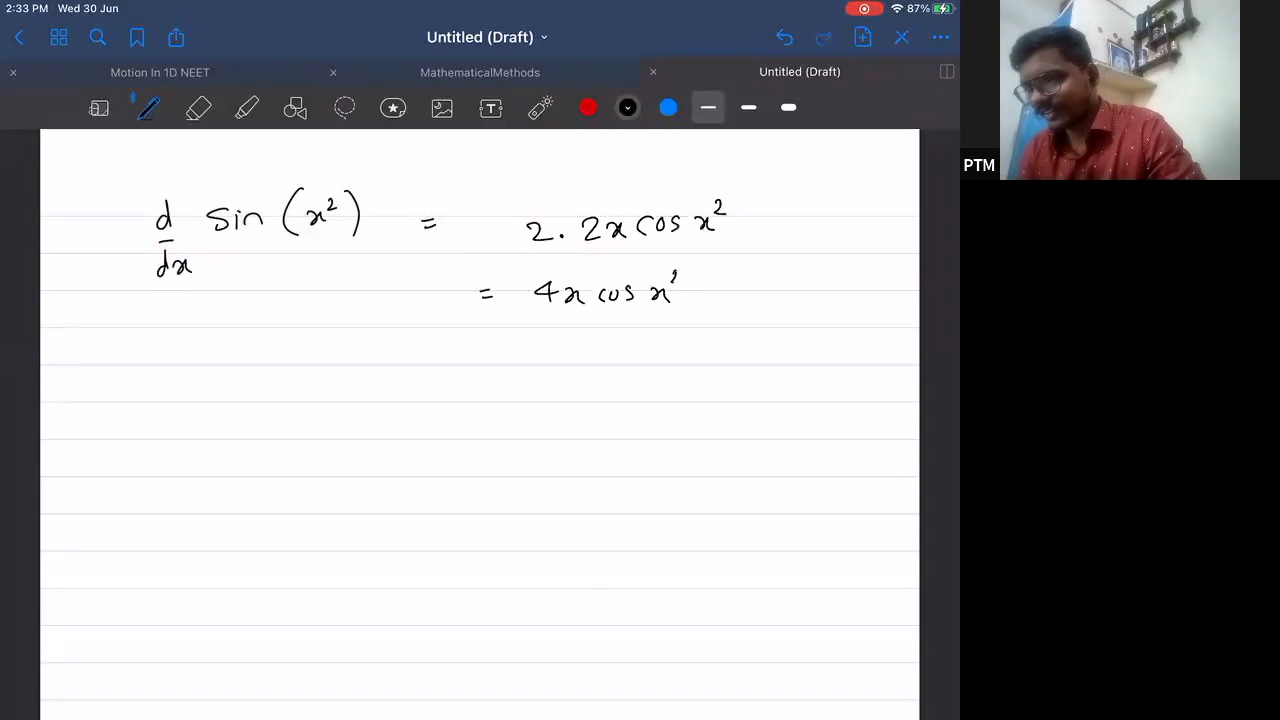 2:33 PM Wed 30 Jun 87%
Untitled (Draft)
Motion In 1D NEET MathematicalMethods Untitled (Draft)
T
PTM
d/dx sin (x²) = 2. 2x cos x²
= 4x cos x²